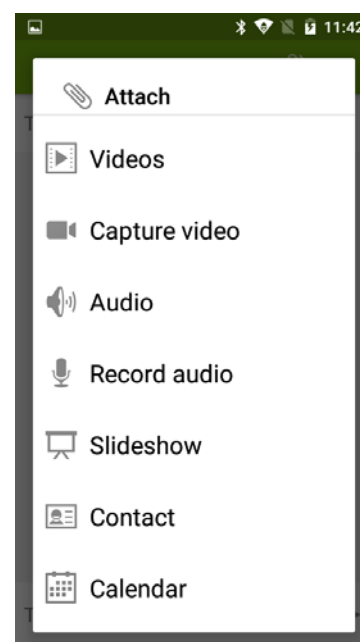 11:42
Attach
T
Videos
Capture video
Audio
Record audio
Slideshow
Contact
Calendar
T